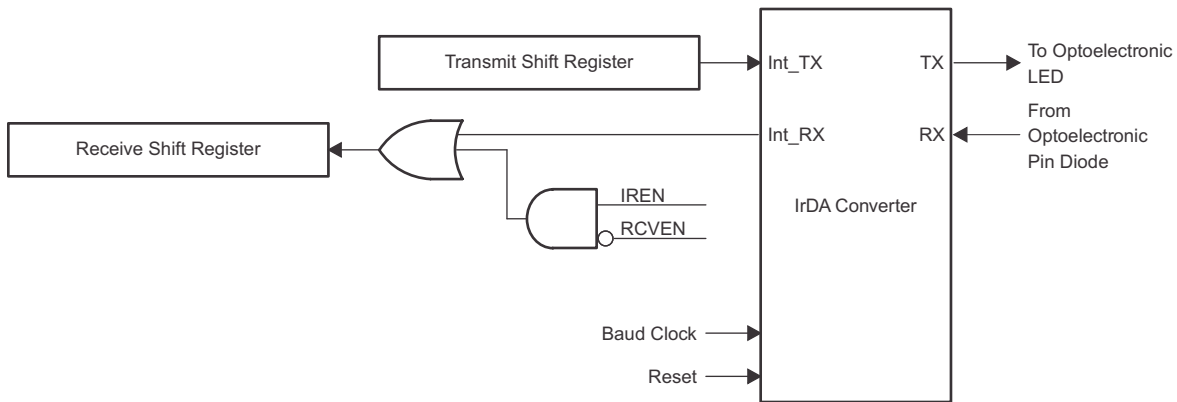 Transmit Shift Register
Int_TX
TX
To Optoelectronic
LED
Receive Shift Register
Int_RX
RX
From
Optoelectronic
Pin Diode
IREN
RCVEN
IrDA Converter
Baud Clock
Reset